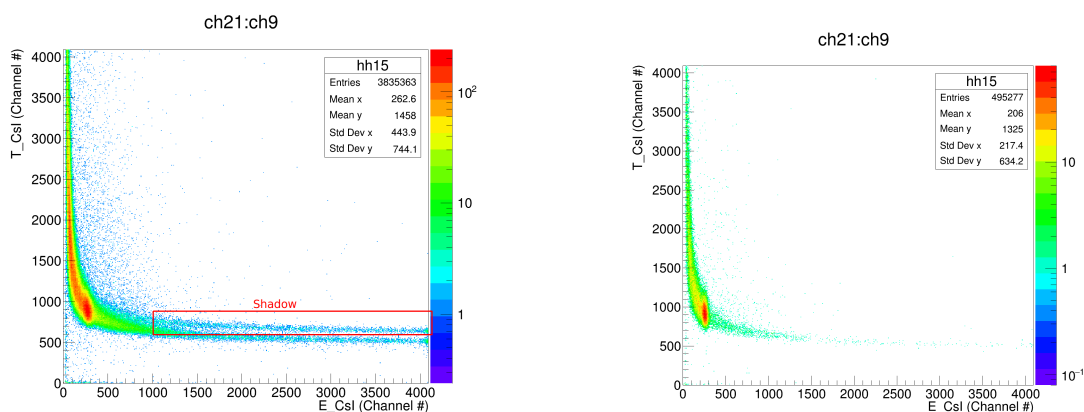 ch21:ch9
hh15
Entries 3835363
Mean x 262.6
Mean y 1458
Std Dev x 443.9
Std Dev y 744.1
Shadow
T_CsI (Channel #)
4000
3500
3000
2500
2000
1500
1000
500
0
0 500 1000 1500 2000 2500 3000 3500 4000
E_CsI (Channel #)
10²
10
1
ch21:ch9
hh15
Entries 495277
Mean x 206
Mean y 1325
Std Dev x 217.4
Std Dev y 634.2
T_CsI (Channel #)
4000
3500
3000
2500
2000
1500
1000
500
0
0 500 1000 1500 2000 2500 3000 3500 4000
E_CsI (Channel #)
10
1
10⁻¹